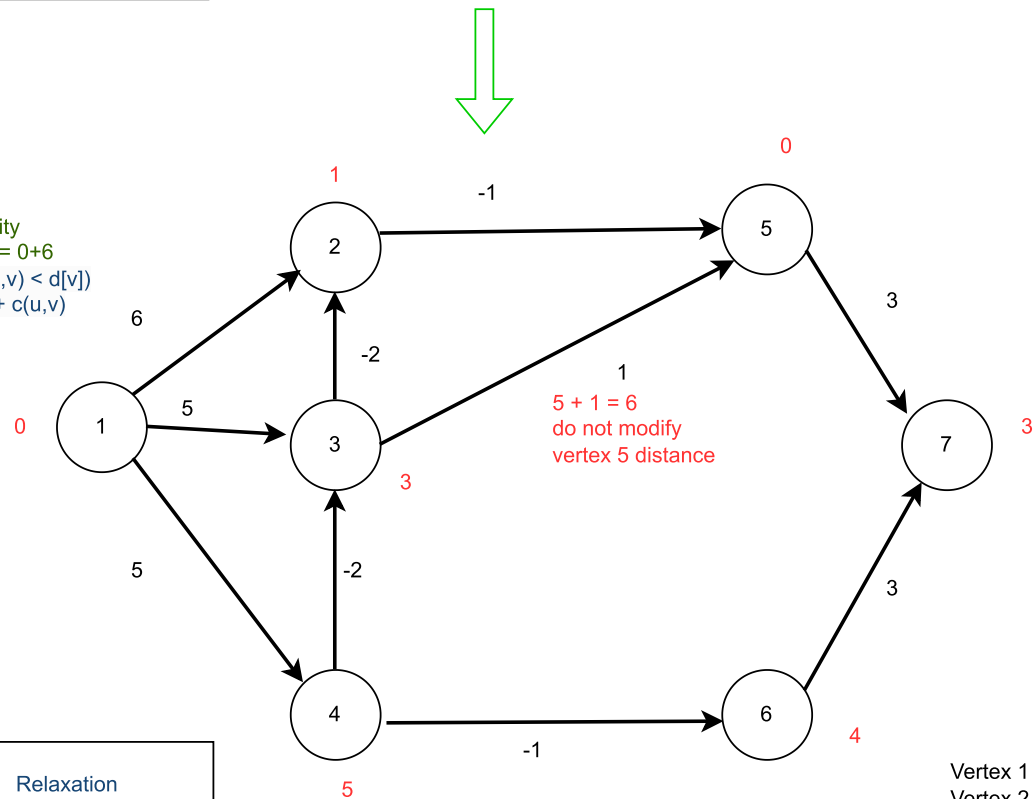 0
1
-1
2
5
ity
= 0+6
,v) < d[v])
+ c(u,v)
6
3
-2
1
5
5 + 1 = 6
do not modify
vertex 5 distance
0
1
3
7
3
3
5
-2
3
4
6
-1
4
5
Relaxation
Vertex 1
Vertex 2